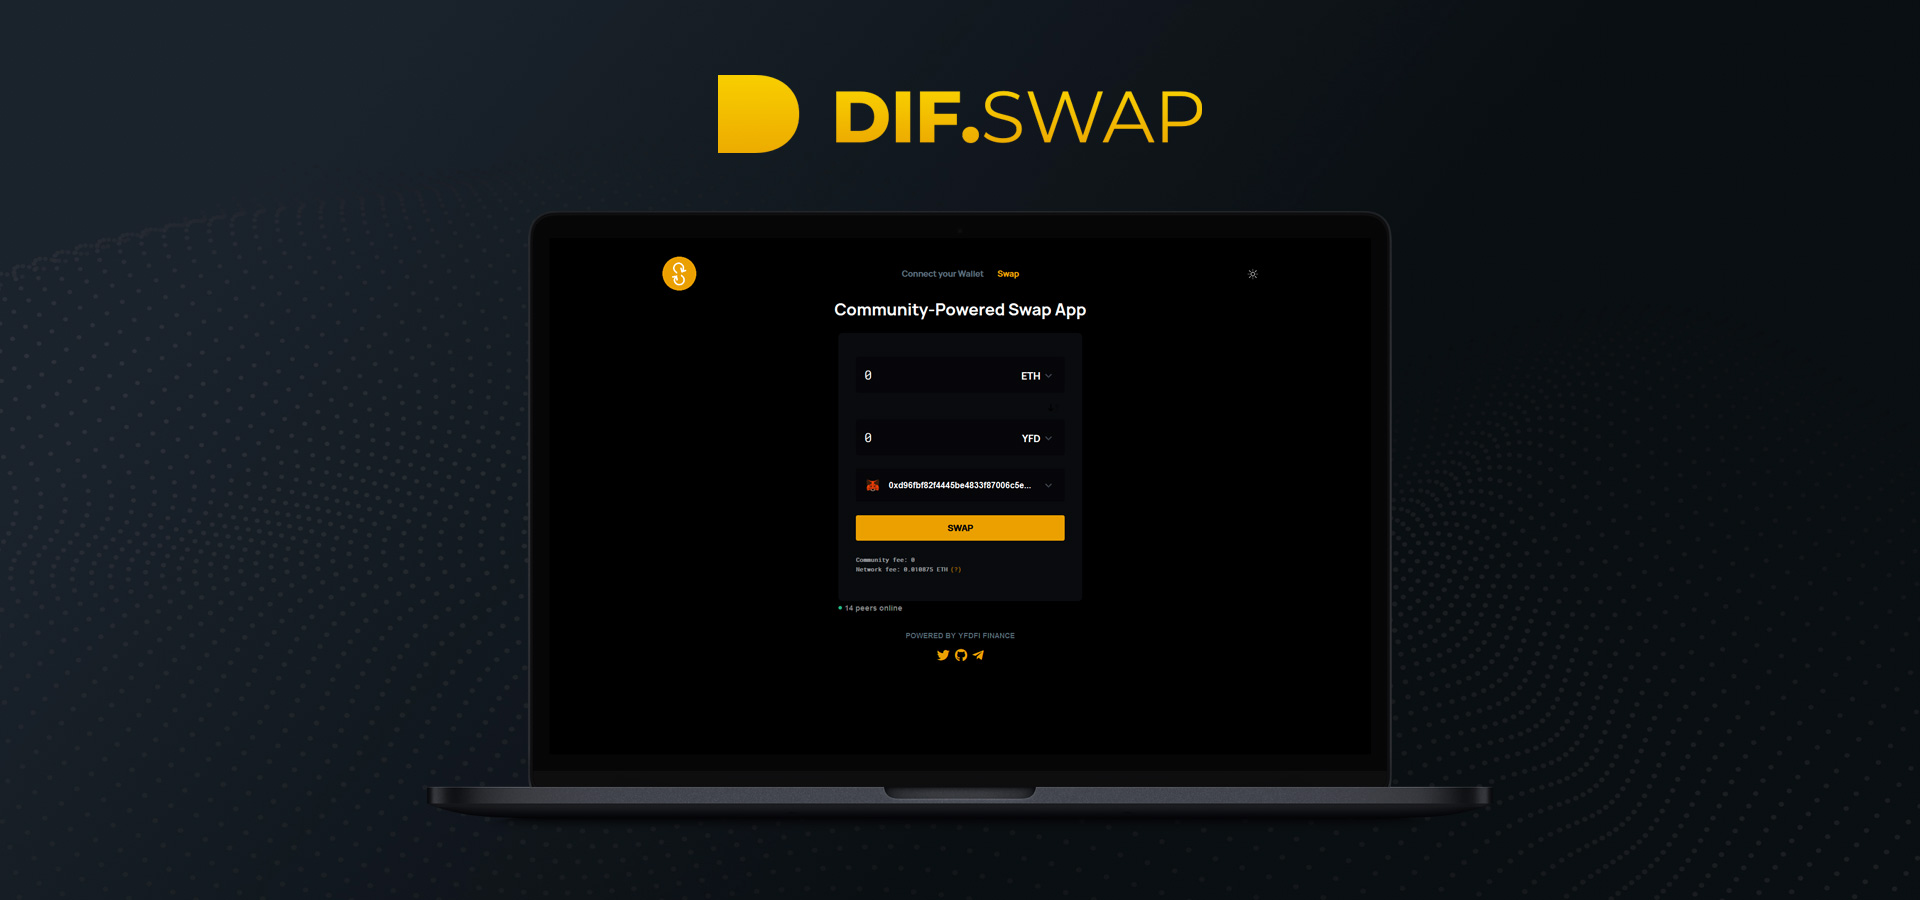 DIF.SWAP
Connect your Wallet Swap
Community-Powered Swap App
0 ETH
0 YFD
0xd96fbf82f4445be4833f87006c5e...
SWAP
Community fee: 0
Network fee: 0.010875 ETH (?)
14 peers online
POWERED BY YFDFI FINANCE